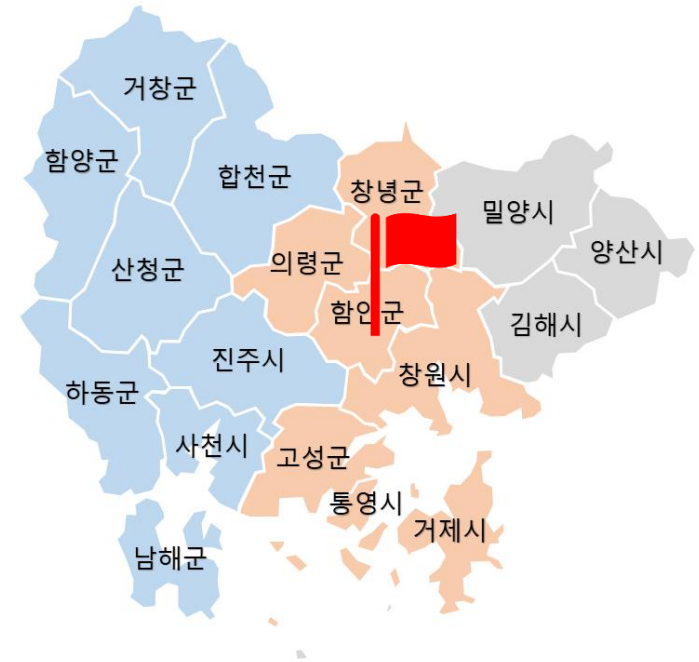 거창군
함양군
합천군
창녕군
밀양시
양산시
산청군
의령군
함안군
김해시
진주시
창원시
하동군
사천시
고성군
통영시
거제시
남해군